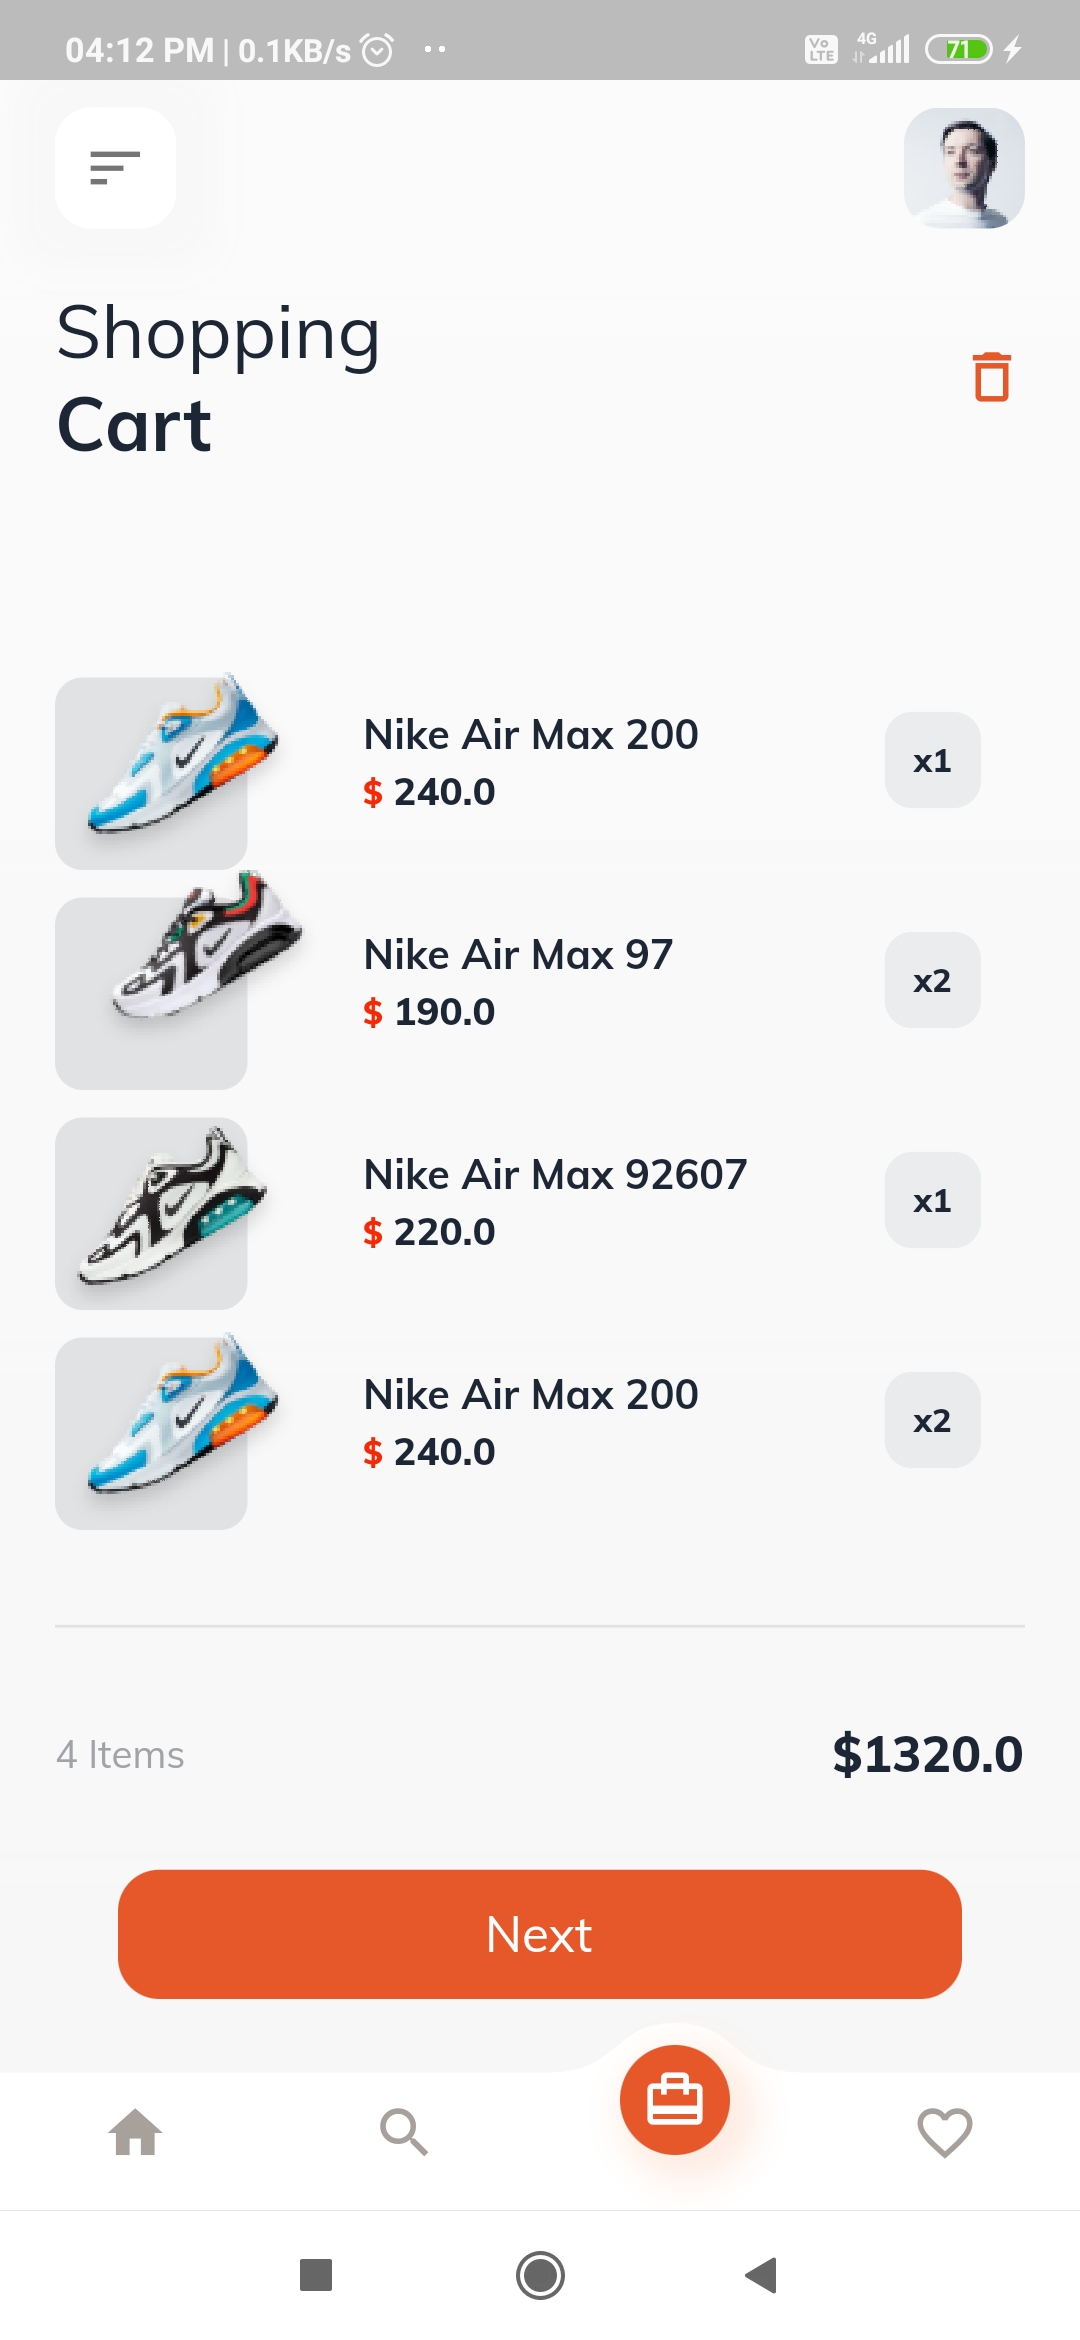 04:12 PM | 0.1KB/s
Vo LTE 4G 71
Shopping
Cart
Nike Air Max 200
$ 240.0
x1
Nike Air Max 97
$ 190.0
x2
Nike Air Max 92607
$ 220.0
x1
Nike Air Max 200
$ 240.0
x2
4 Items
$1320.0
Next